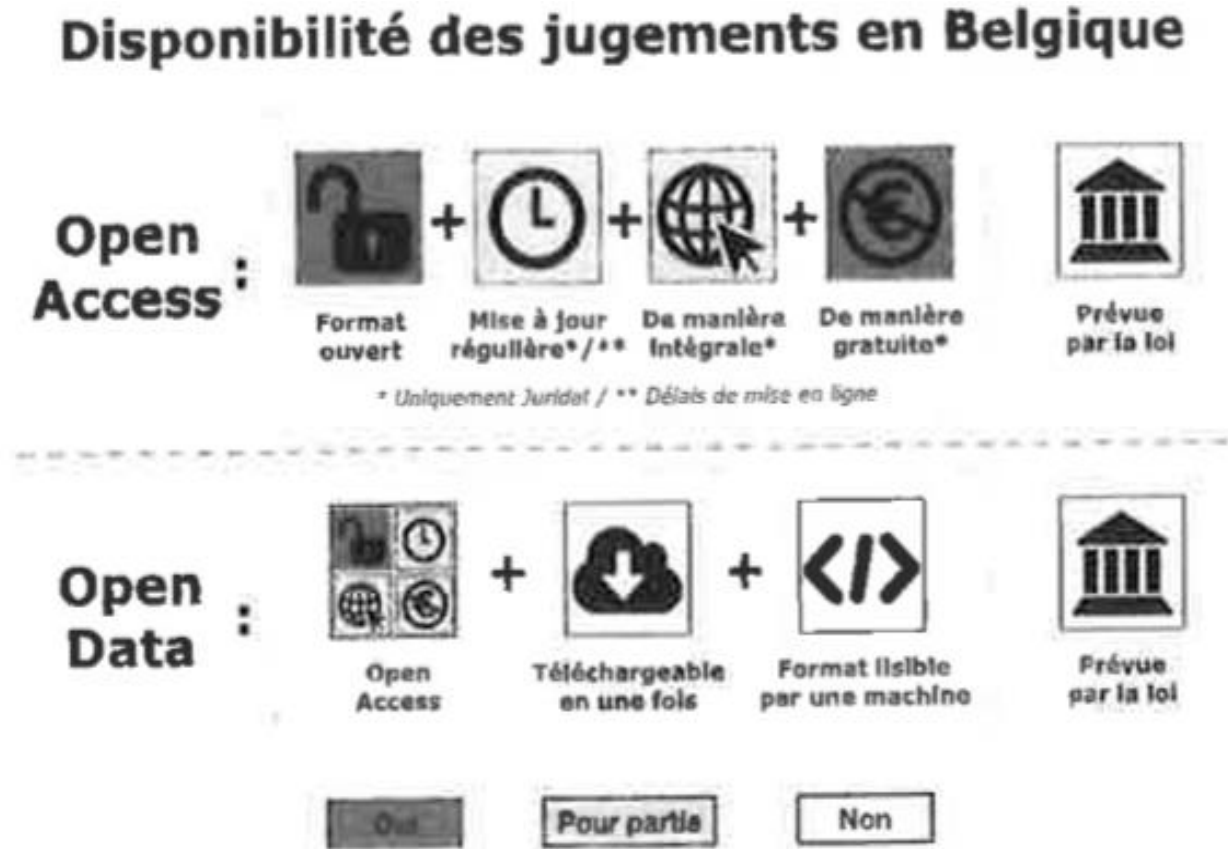 Disponibilité des jugements en Belgique
Open
Access :
+ + +
Format
ouvert
Mise à jour
régulière*/**
De manière
intégrale*
De manière
gratuite*
Prévue
par la loi
* Uniquement Juridat / ** Délais de mise en ligne
Open
Data :
+ +
</>
Open
Access
Téléchargeable
en une fois
Format lisible
par une machine
Prévue
par la loi
Oui
Pour partie
Non